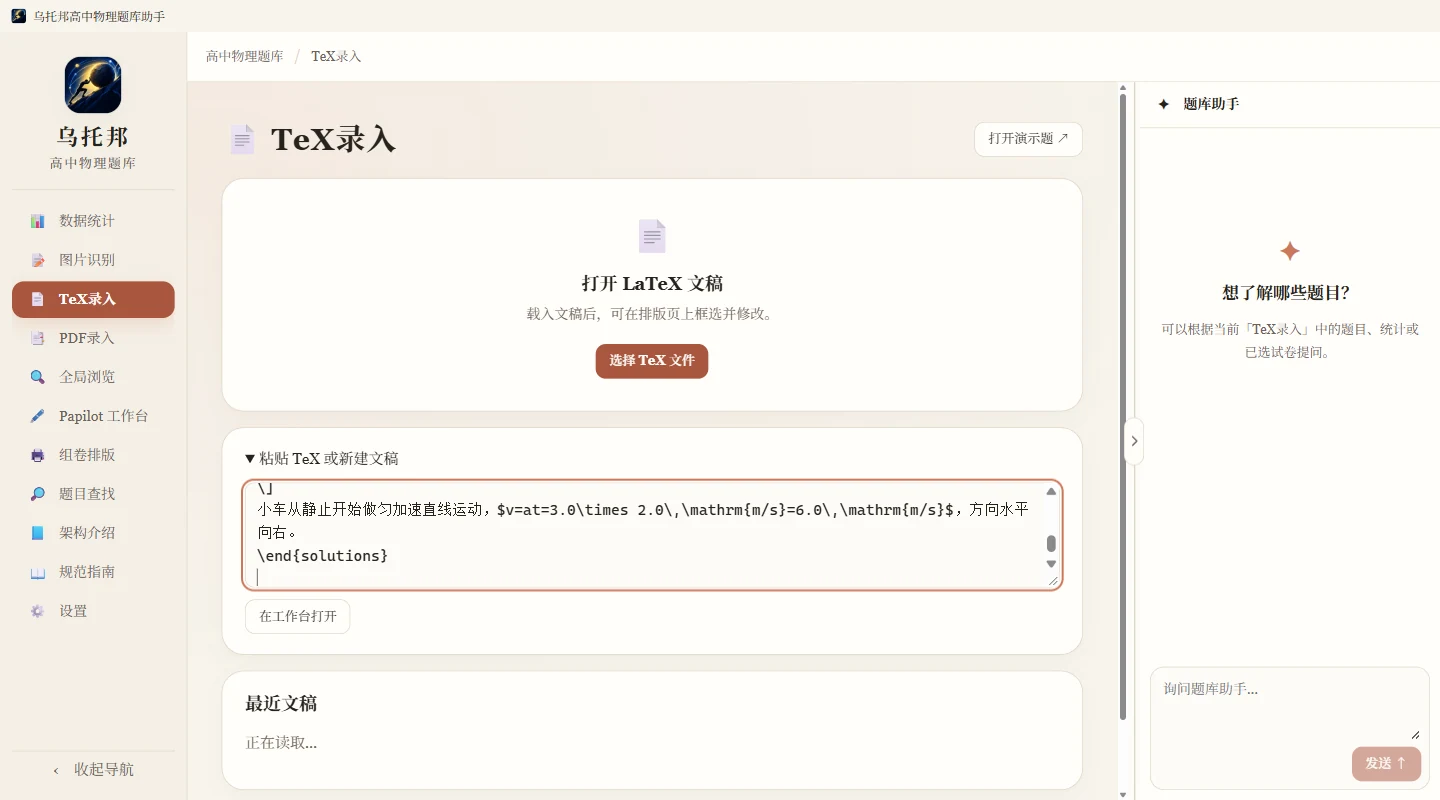 乌托邦高中物理题库助手
乌托邦
高中物理题库
数据统计
图片识别
TeX录入
PDF录入
全局浏览
Papilot 工作台
组卷排版
题目查找
架构介绍
规范指南
设置
‹ 收起导航
高中物理题库 / TeX录入
TeX录入
打开演示题 ↗
打开 LaTeX 文稿
载入文稿后，可在排版页上框选并修改。
选择 TeX 文件
▼粘贴 TeX 或新建文稿
\]
小车从静止开始做匀加速直线运动，$v=at=3.0\times 2.0\,\mathrm{m/s}=6.0\,\mathrm{m/s}$，方向水平
向右。
\end{solutions}
在工作台打开
最近文稿
正在读取...
✦ 题库助手
想了解哪些题目？
可以根据当前「TeX录入」中的题目、统计或
已选试卷提问。
询问题库助手...
发送 ↑